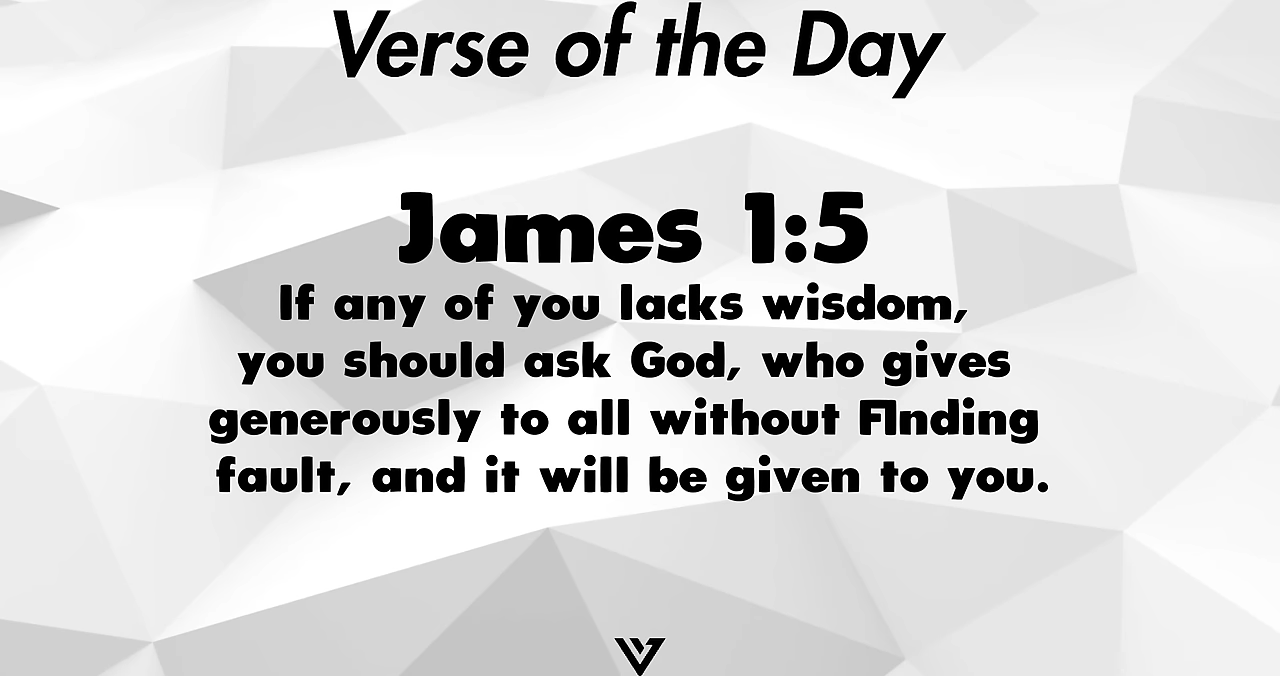 Verse of the Day
James 1:5
If any of you lacks wisdom,
you should ask God, who gives
generously to all without FInding
fault, and it will be given to you.